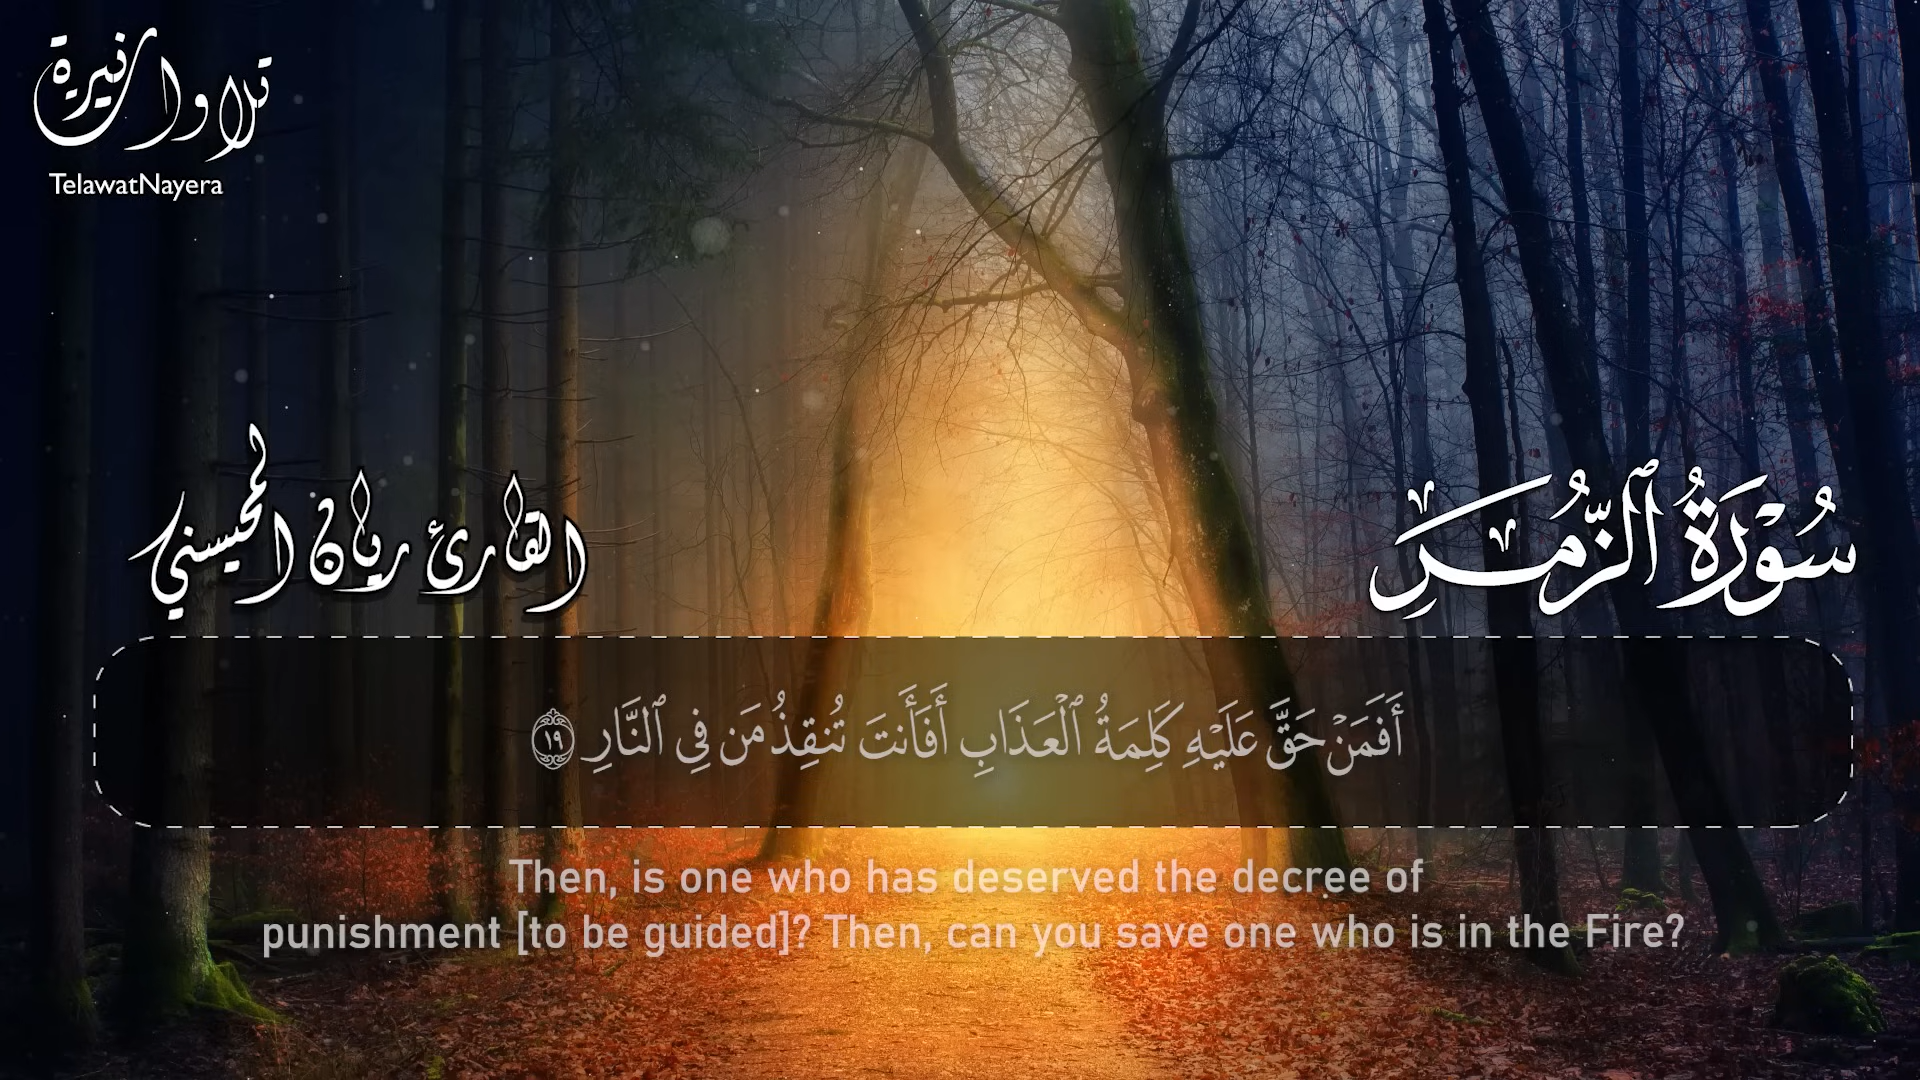 تلاوات نيرة
TelawatNayera
سُورَةُ ٱلزُّمَرِ
القارئ ريان المحيسني
أَفَمَنْ حَقَّ عَلَيْهِ كَلِمَةُ ٱلْعَذَابِ أَفَأَنتَ تُنقِذُ مَن فِي ٱلنَّارِ ١٩
Then, is one who has deserved the decree of
punishment [to be guided]? Then, can you save one who is in the Fire?